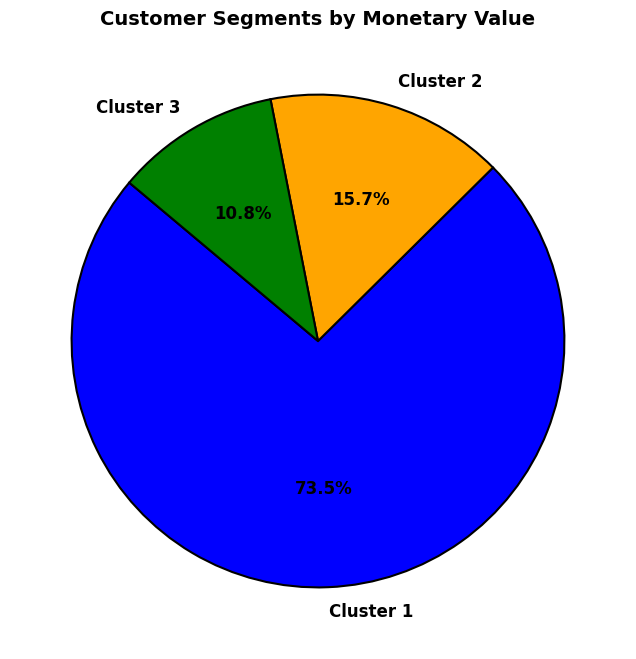 Customer Segments by Monetary Value
Cluster 2
Cluster 3
15.7%
10.8%
73.5%
Cluster 1